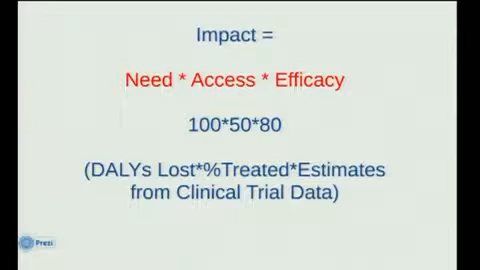 Impact =
Need * Access * Efficacy
100*50*80
(DALYs Lost*%Treated*Estimates
from Clinical Trial Data)
Prezi